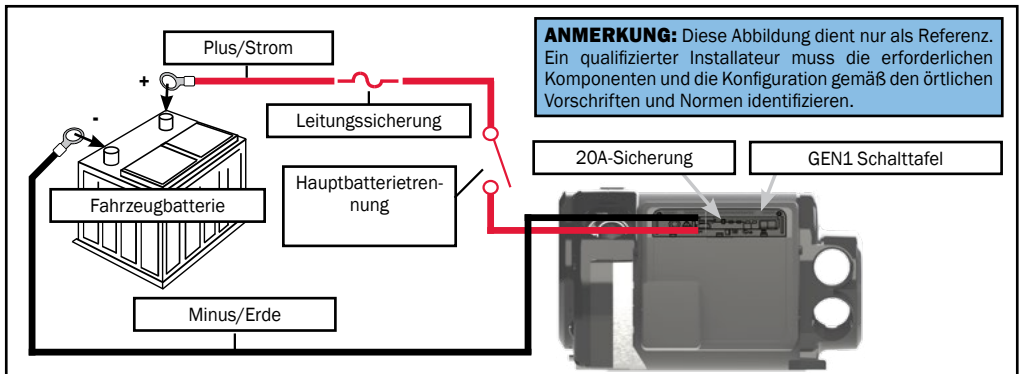 Plus/Strom
ANMERKUNG: Diese Abbildung dient nur als Referenz.
Ein qualifizierter Installateur muss die erforderlichen
Komponenten und die Konfiguration gemäß den örtlichen
Vorschriften und Normen identifizieren.
+
-
Leitungssicherung
20A-Sicherung
GEN1 Schalttafel
Hauptbatterietren-
nung
Fahrzeugbatterie
Minus/Erde